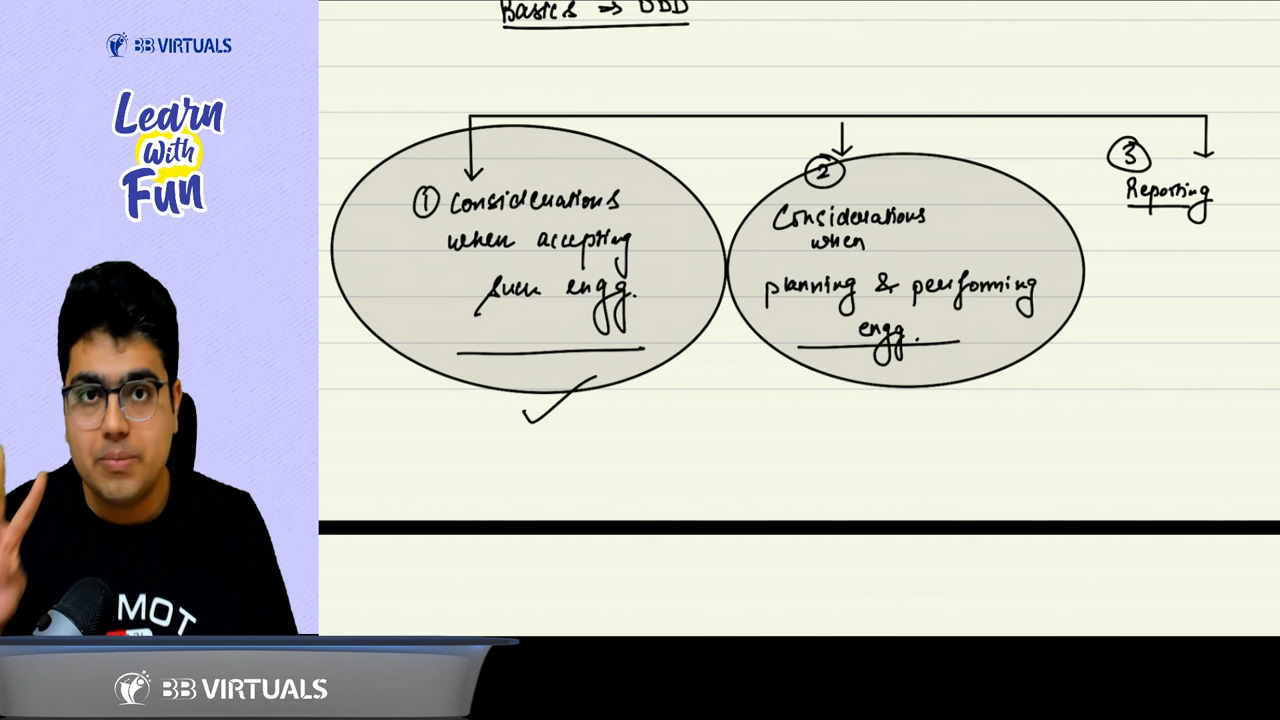 BB VIRTUALS
Learn
With
Fun
Basics →
① Considerations
when accepting
such engg.
②
Considerations
when
planning & performing
engg.
③
Reporting
MOT
BB VIRTUALS